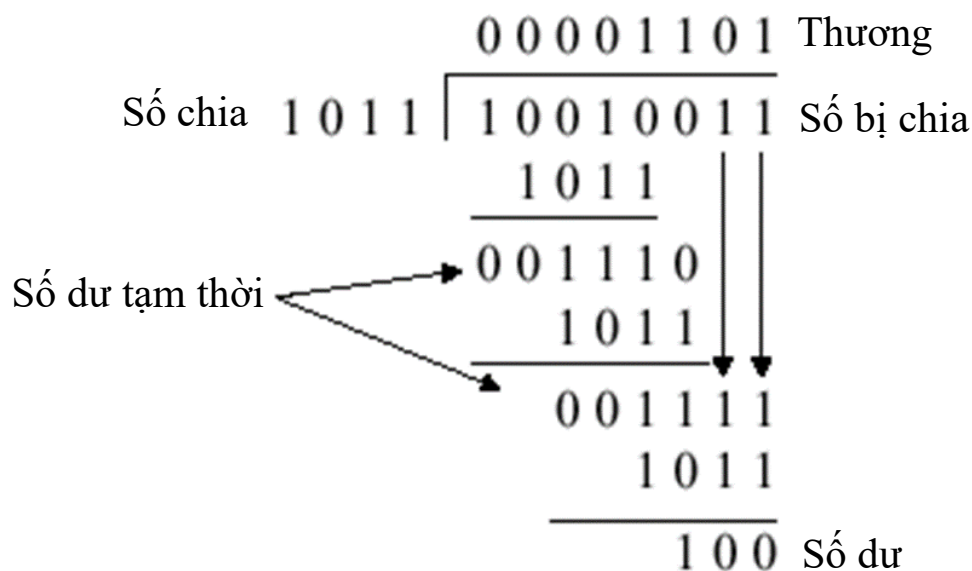 0 0 0 0 1 1 0 1 Thương
Số chia 1 0 1 1 1 0 0 1 0 0 1 1 Số bị chia
1 0 1 1
0 0 1 1 1 0
Số dư tạm thời
1 0 1 1
0 0 1 1 1 1
1 0 1 1
1 0 0 Số dư